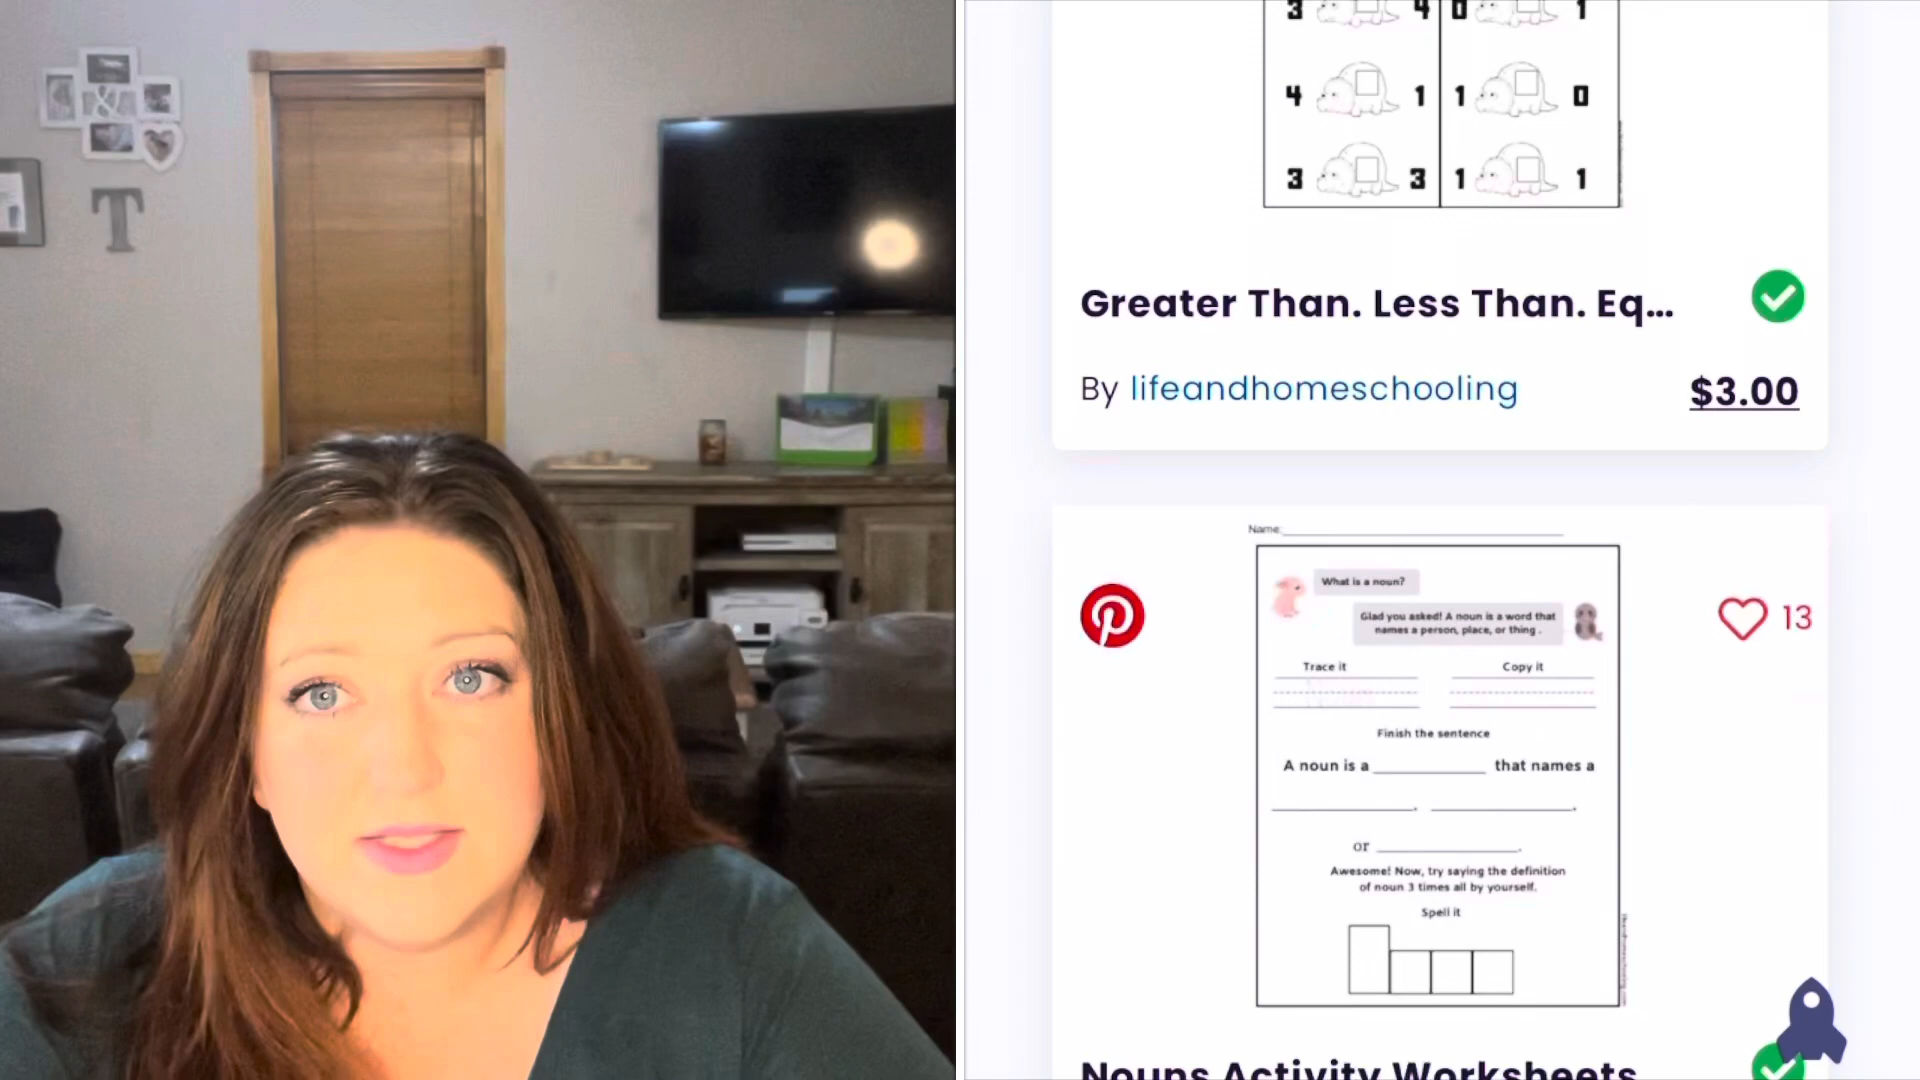 &
T
3 4 0 1
4 1 1 0
3 3 1 1
Greater Than. Less Than. Eq...
By lifeandhomeschooling
$3.00
Name:
What is a noun?
Glad you asked! A noun is a word that
names a person, place, or thing .
13
Trace it
Copy it
Finish the sentence
A noun is a ____________ that names a
or ____________.
Awesome! Now, try saying the definition
of noun 3 times all by yourself.
Spell it
Nouns Activity Worksheets